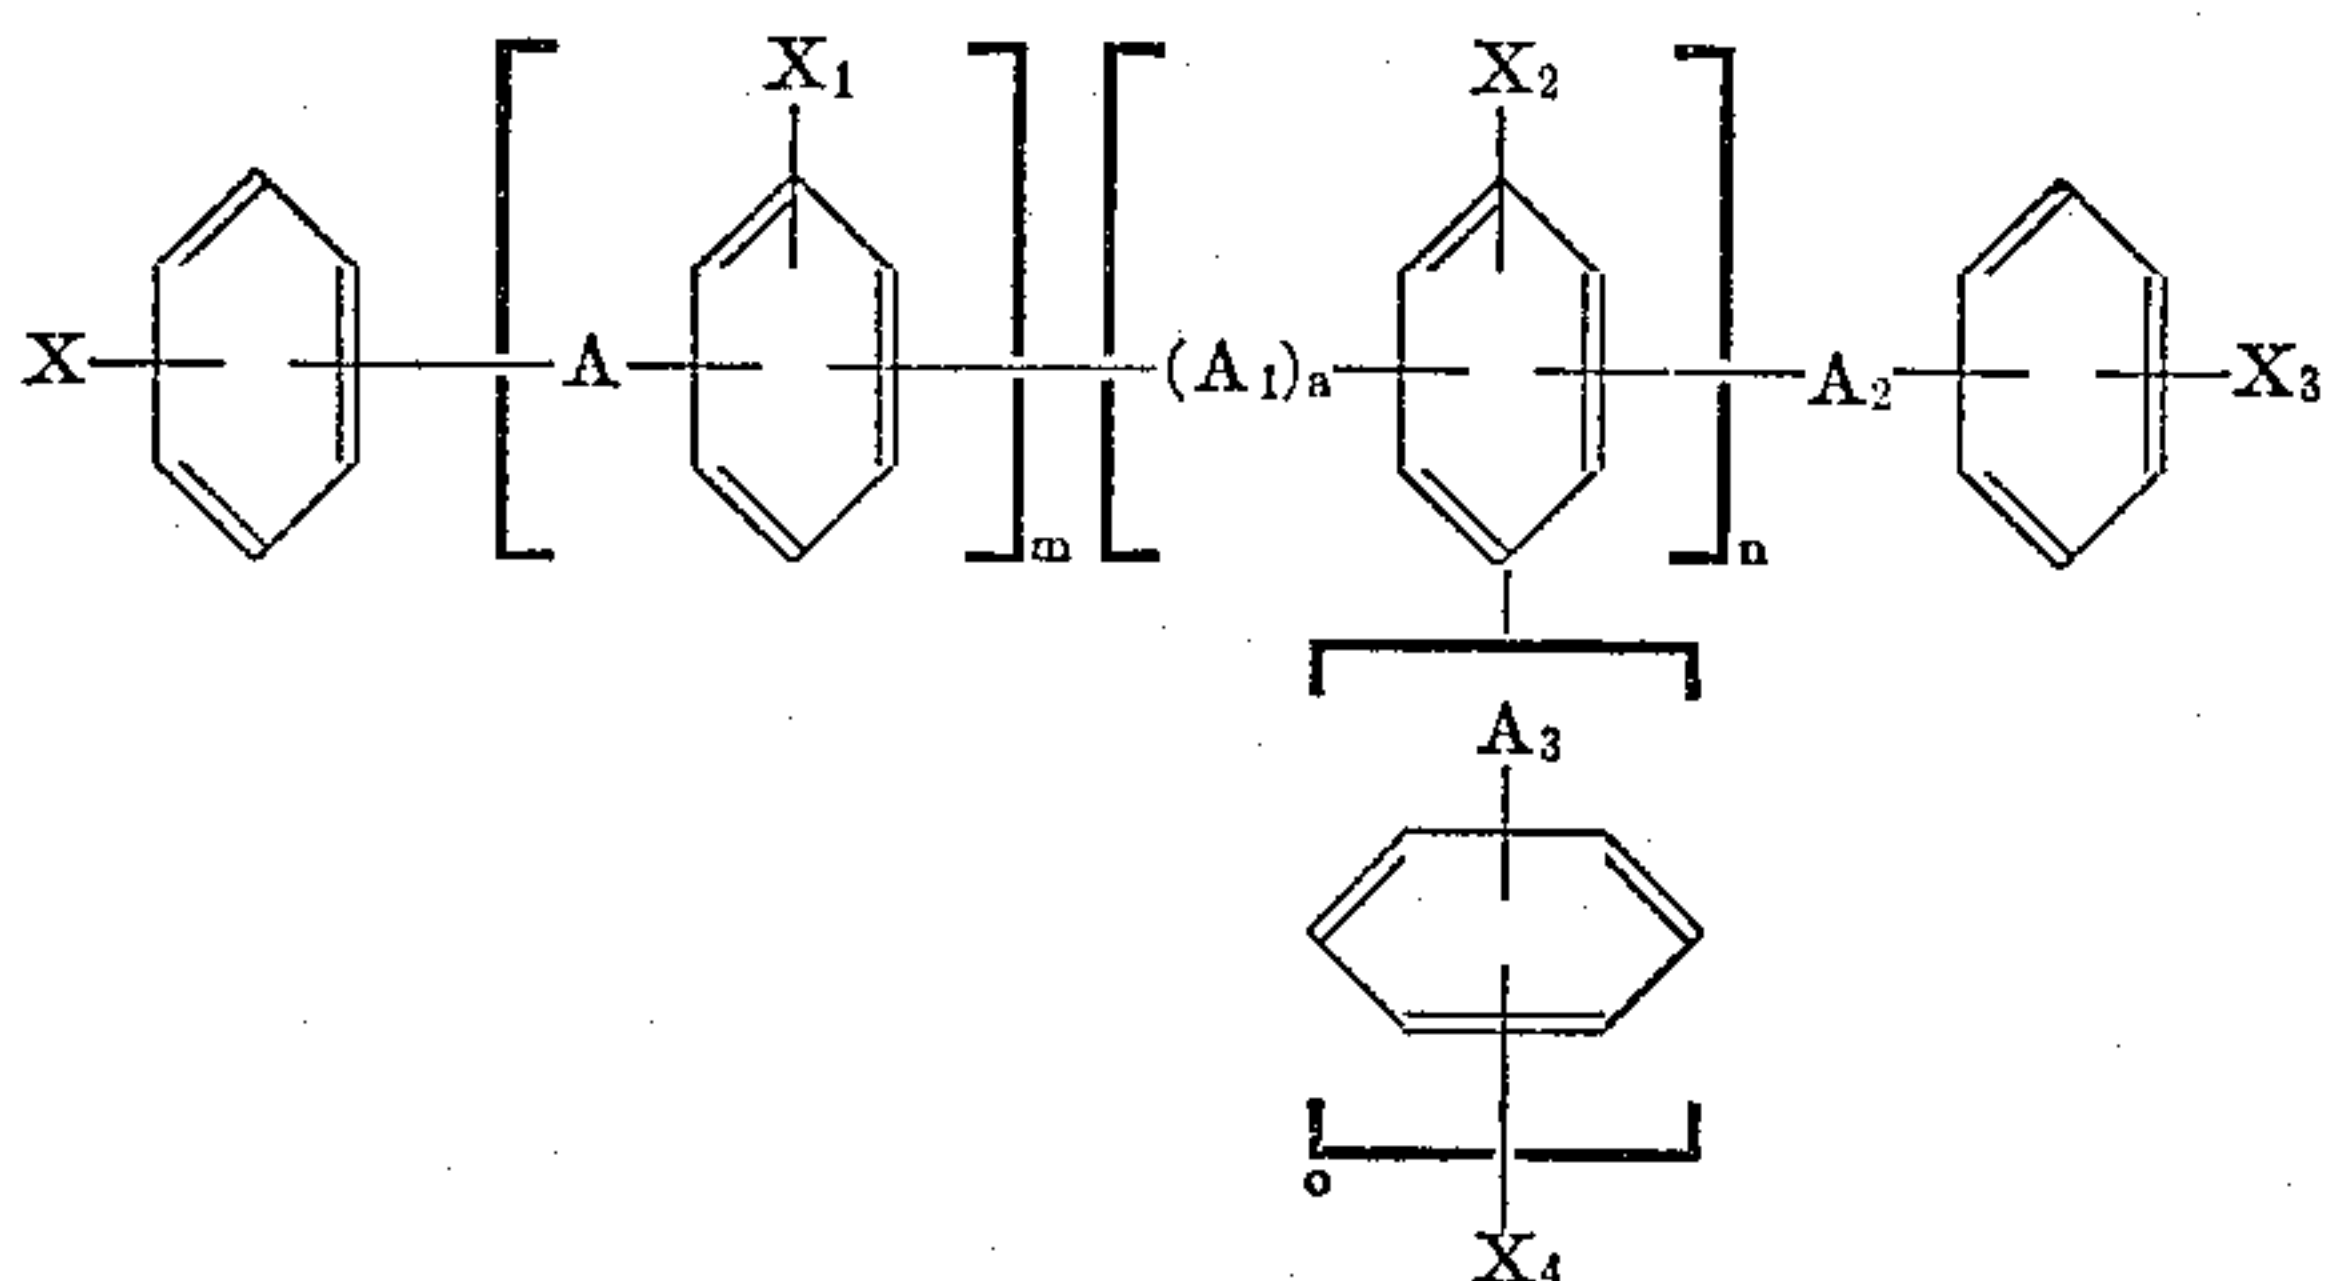 X₁ X₂
X A (A₁)ₐ A₂ X₃
m n
A₃
o
X₄